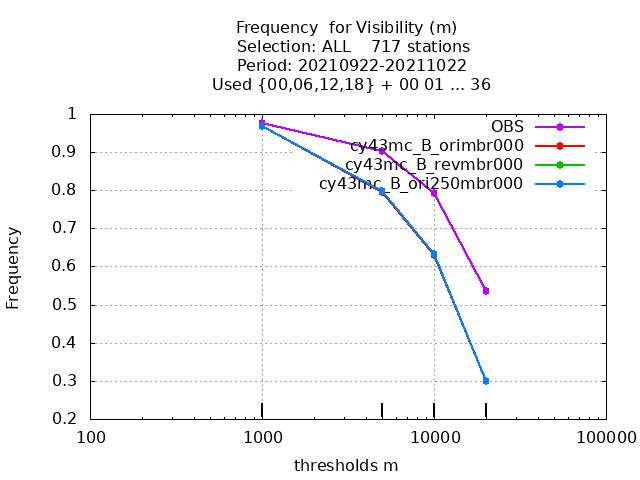 Frequency  for Visibility (m)
Selection: ALL    717 stations
Period: 20210922-20211022
Used {00,06,12,18} + 00 01 ... 36
1
0.9
0.8
0.7
0.6
0.5
0.4
0.3
0.2
Frequency
OBS
cy43mc_B_orimbr000
cy43mc_B_revmbr000
cy43mc_B_ori250mbr000
100 1000 10000 100000
thresholds m